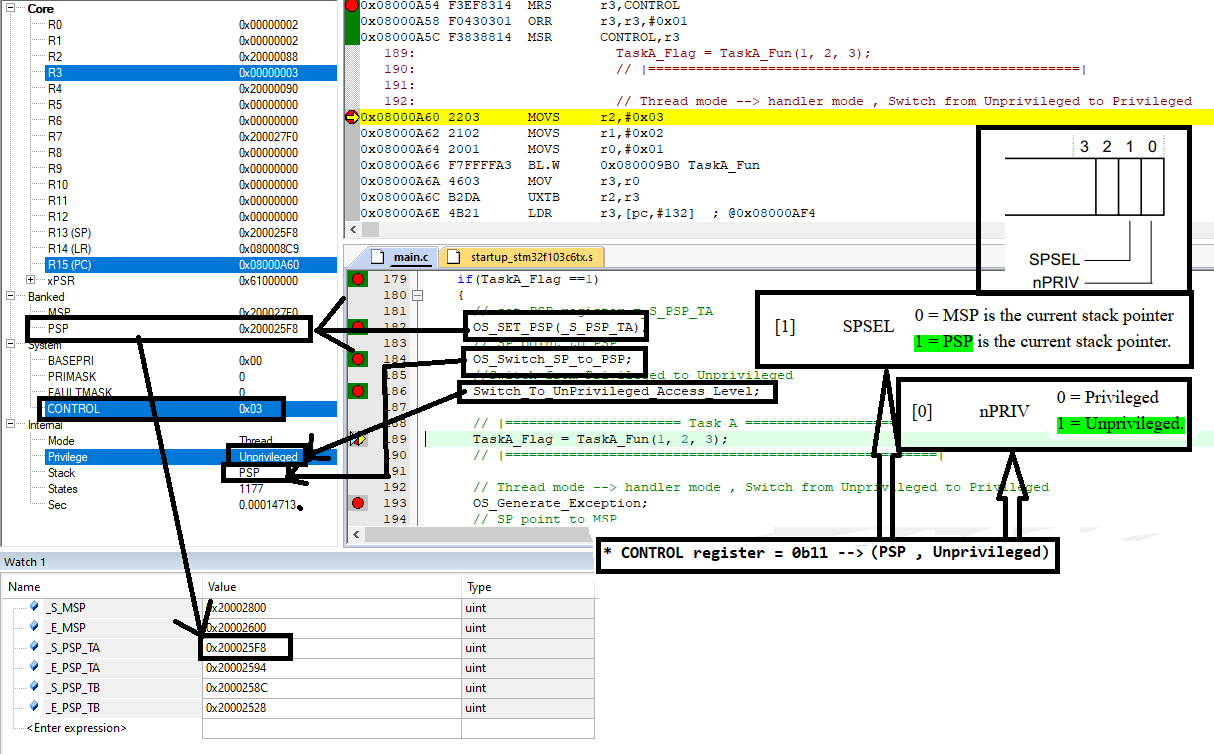 Core
R0 0x00000002
R1 0x00000002
R2 0x20000088
R3 0x00000003
R4 0x20000090
R5 0x00000000
R6 0x00000000
R7 0x200027F0
R8 0x00000000
R9 0x00000000
R10 0x00000000
R11 0x00000000
R12 0x00000000
R13 (SP) 0x200025F8
R14 (LR) 0x080008C9
R15 (PC) 0x08000A60
xPSR 0x61000000
Banked
MSP 0x200027F0
PSP 0x200025F8
System
BASEPRI 0x00
PRIMASK 0
FAULTMASK 0
CONTROL 0x03
Internal
Mode Thread
Privilege Unprivileged
Stack PSP
States 1177
Sec 0.00014713
0x08000A54 F3EF8314 MRS r3,CONTROL
0x08000A58 F0430301 ORR r3,r3,#0x01
0x08000A5C F3838814 MSR CONTROL,r3
189: TaskA_Flag = TaskA_Fun(1, 2, 3);
190: // |======================================================|
191:
192: // Thread mode --> handler mode , Switch from Unprivileged to Privileged
0x08000A60 2203 MOVS r2,#0x03
0x08000A62 2102 MOVS r1,#0x02
0x08000A64 2001 MOVS r0,#0x01
0x08000A66 F7FFFFA3 BL.W 0x080009B0 TaskA_Fun
0x08000A6A 4603 MOV r3,r0
0x08000A6C B2DA UXTB r2,r3
0x08000A6E 4B21 LDR r3,[pc,#132] ; @0x08000AF4
main.c startup_stm32f103c6tx.s
179 if(TaskA_Flag ==1)
180 {
181 // set PSP register = _S_PSP_TA
182 OS_SET_PSP(_S_PSP_TA);
183 // SP point to PSP
184 OS_Switch_SP_to_PSP;
185 //Switch from Privileged to Unprivileged
186 Switch_To_UnPrivileged_Access_Level;
187
188 // |==================== Task A ====================
189 TaskA_Flag = TaskA_Fun(1, 2, 3);
190 // |======================================================|
191
192 // Thread mode --> handler mode , Switch from Unprivileged to Privileged
193 OS_Generate_Exception;
194 // SP point to MSP
3 2 1 0
SPSEL
nPRIV
[1] SPSEL 0 = MSP is the current stack pointer
1 = PSP is the current stack pointer.
[0] nPRIV 0 = Privileged
1 = Unprivileged.
* CONTROL register = 0b11 --> (PSP , Unprivileged)
Watch 1
Name Value Type
_S_MSP 0x20002800 uint
_E_MSP 0x20002600 uint
_S_PSP_TA 0x200025F8 uint
_E_PSP_TA 0x20002594 uint
_S_PSP_TB 0x2000258C uint
_E_PSP_TB 0x20002528 uint
<Enter expression>